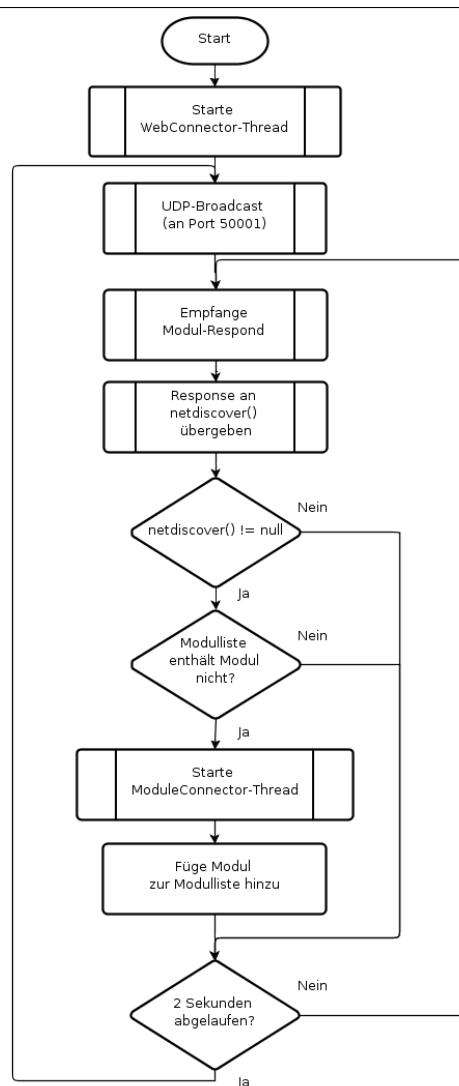 Start
Starte
WebConnector-Thread
UDP-Broadcast
(an Port 50001)
Empfange
Modul-Respond
Response an
netdiscover()
übergeben
netdiscover() != null
Nein
Ja
Modulliste
enthält Modul
nicht?
Nein
Ja
Starte
ModuleConnector-Thread
Füge Modul
zur Modulliste hinzu
2 Sekunden
abgelaufen?
Nein
Ja